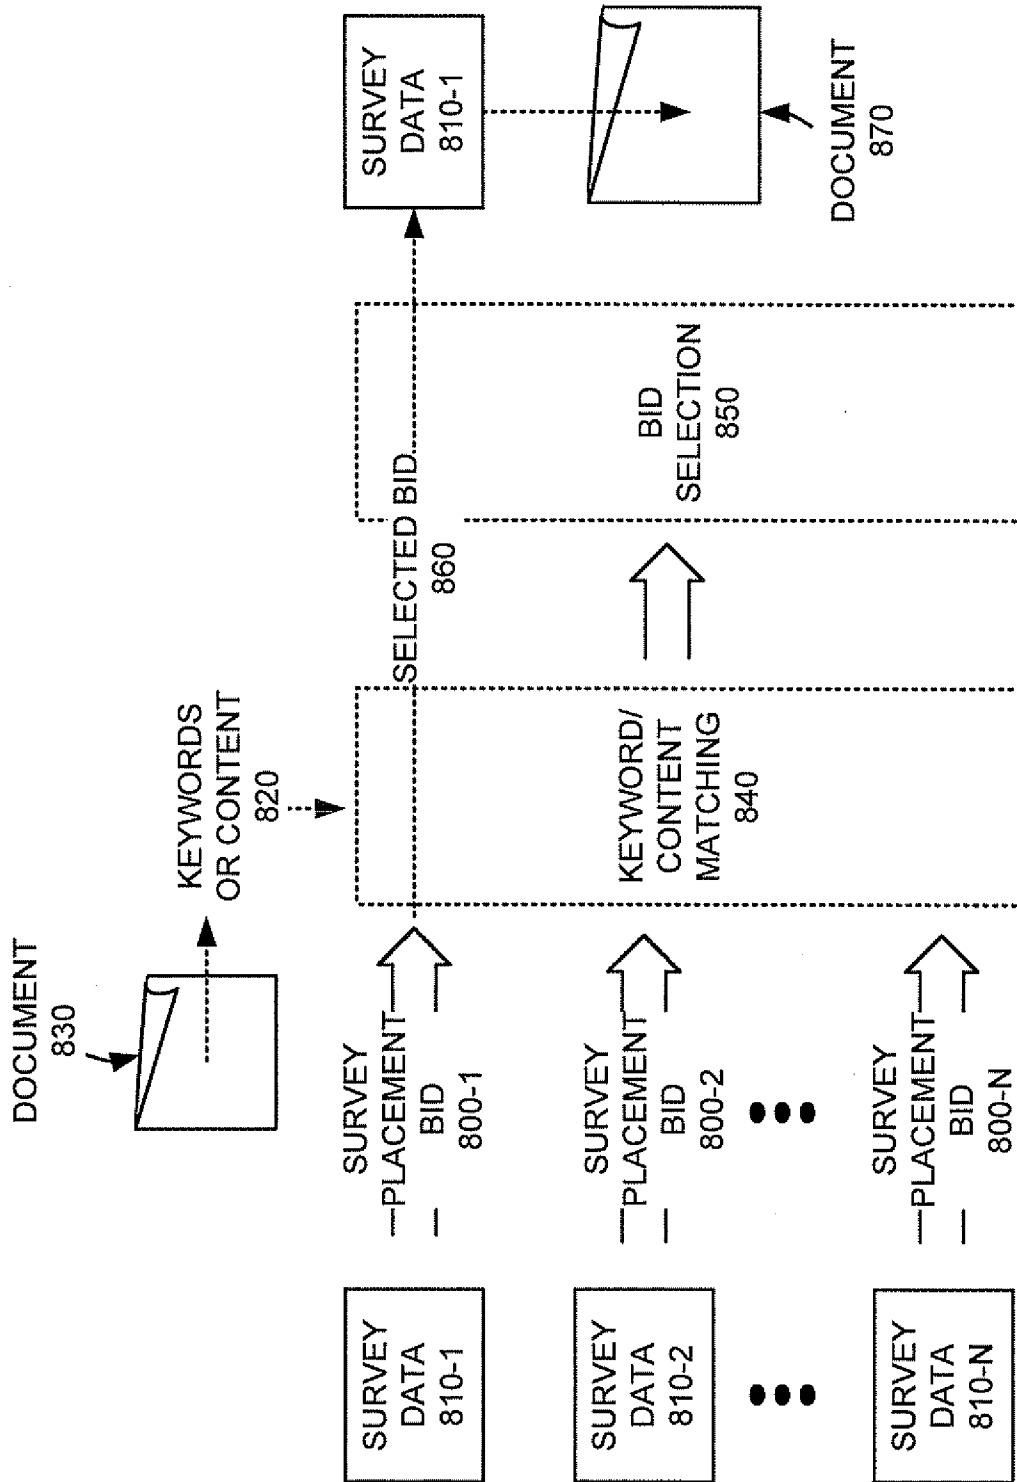 DOCUMENT
830
KEYWORDS
OR CONTENT
820
SURVEY
DATA
810-1
SURVEY
PLACEMENT
BID
800-1
SELECTED BID
860
SURVEY
DATA
810-1
SURVEY
DATA
810-2
SURVEY
PLACEMENT
BID
800-2
KEYWORD/
CONTENT
MATCHING
840
BID
SELECTION
850
DOCUMENT
870
SURVEY
DATA
810-N
SURVEY
PLACEMENT
BID
800-N